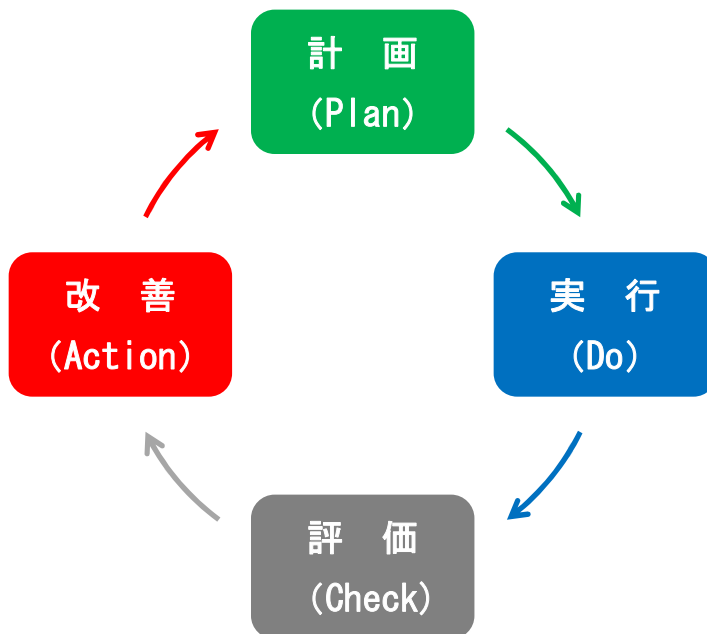 計　画
(Plan)
実　行
(Do)
評　価
(Check)
改　善
(Action)